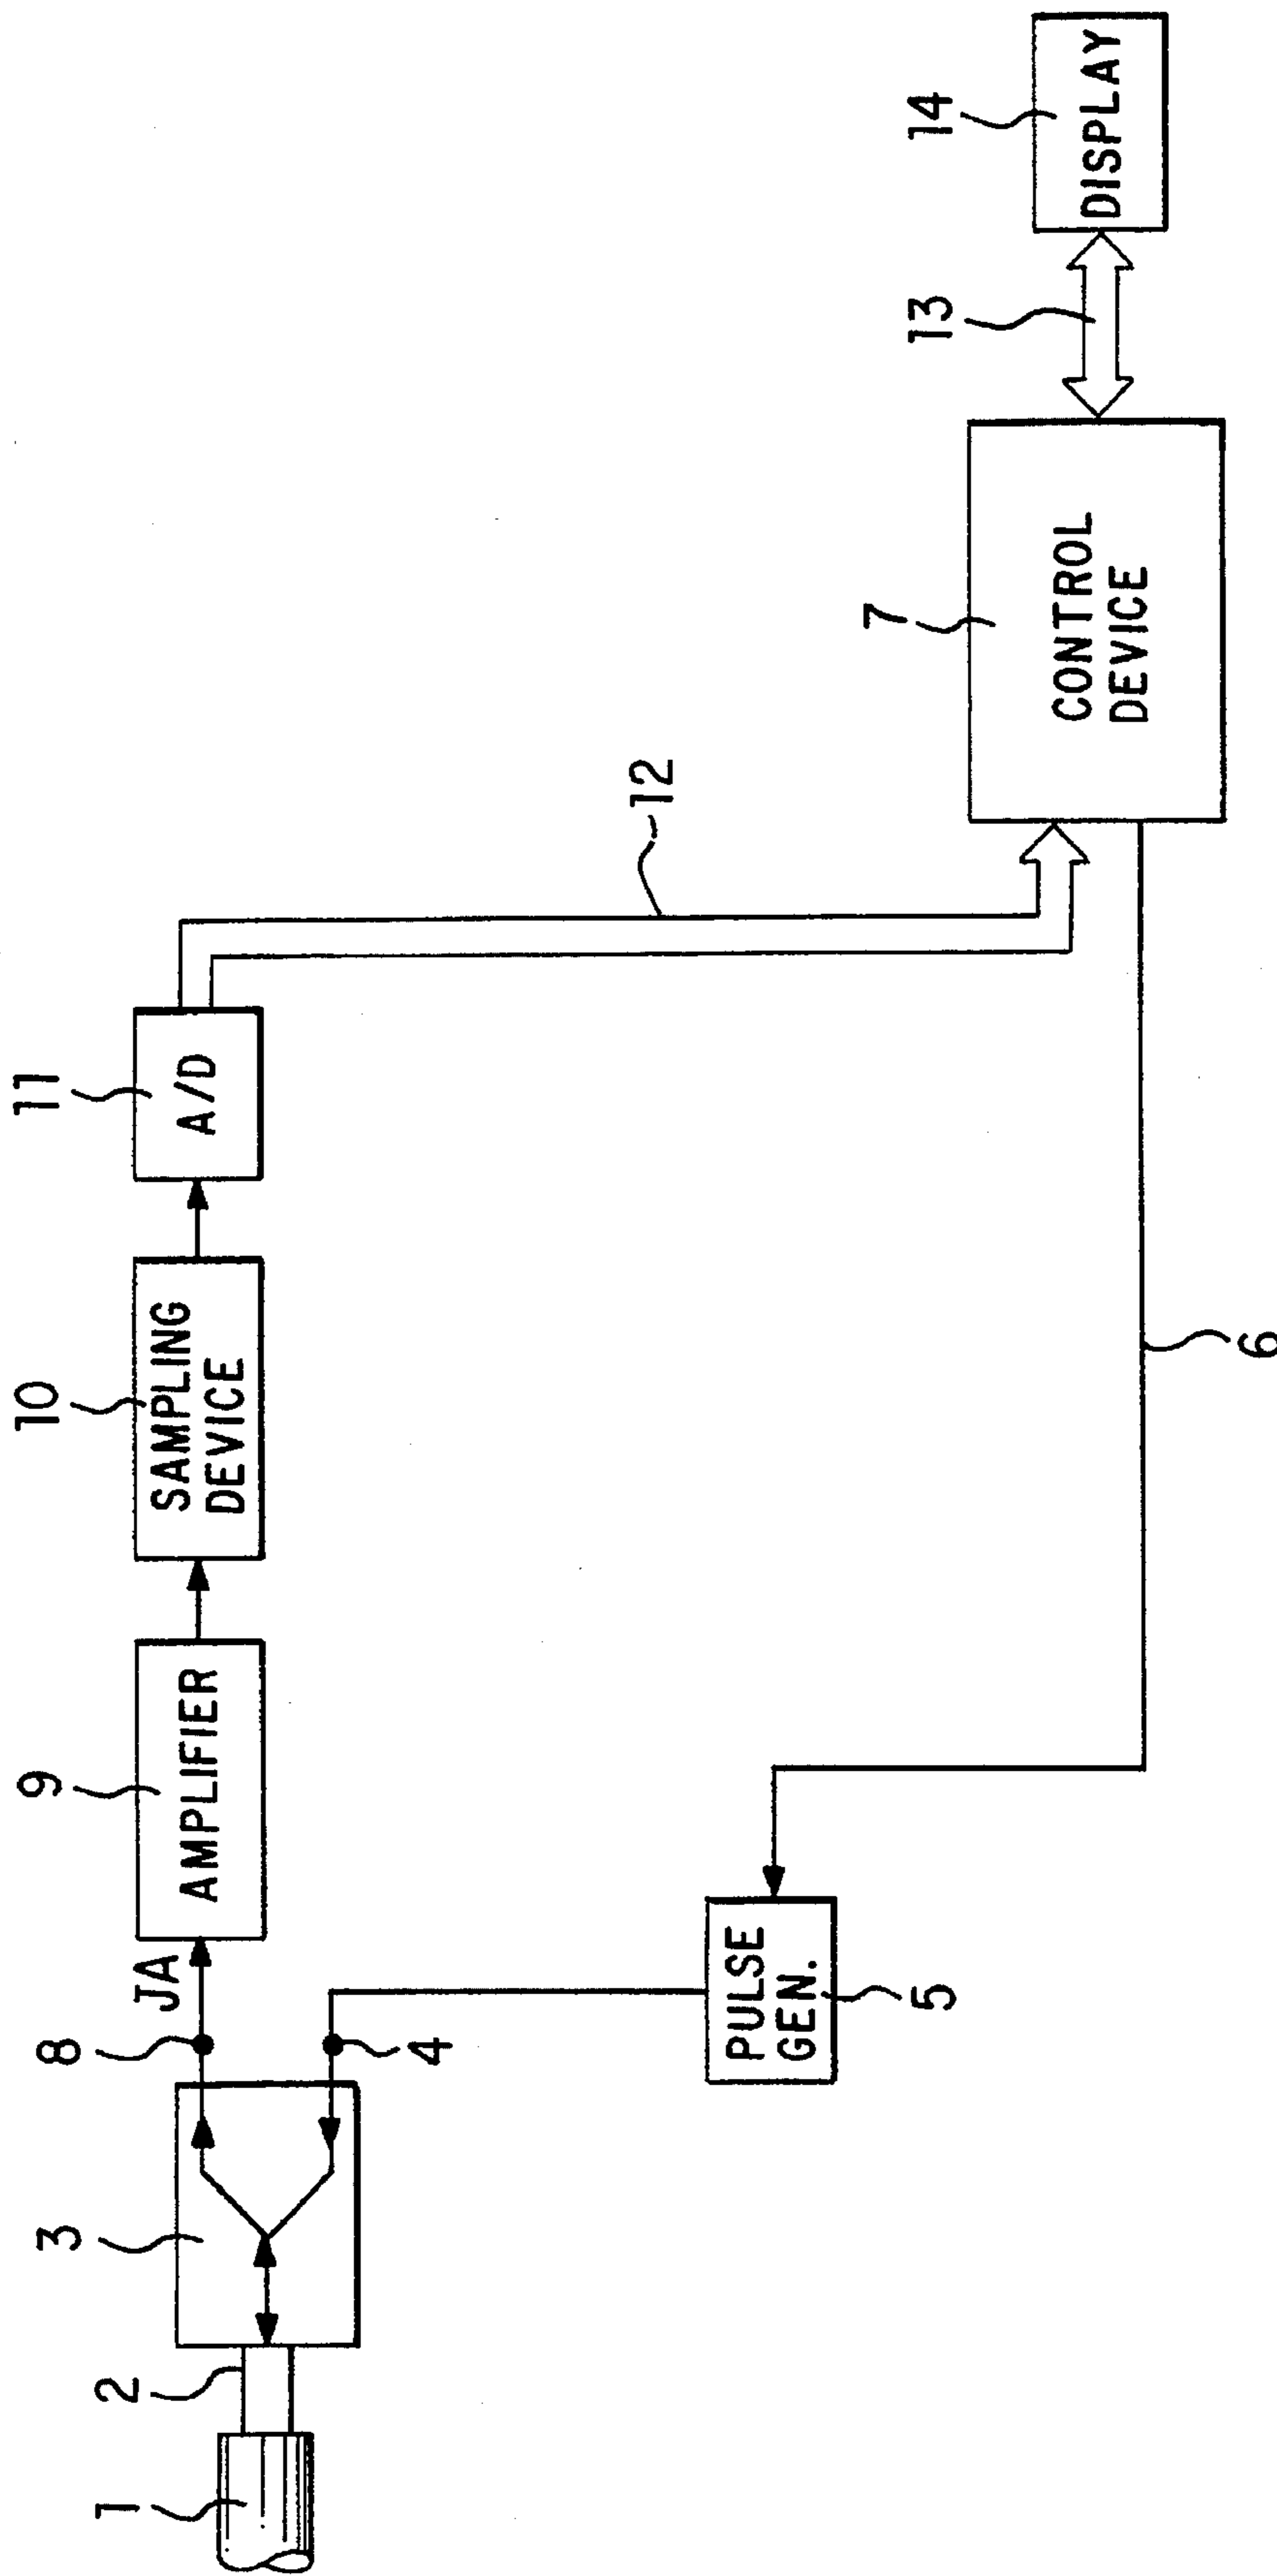 1
2
3
8
JA
4
9
AMPLIFIER
10
SAMPLING
DEVICE
11
A/D
12
5
PULSE
GEN.
6
7
CONTROL
DEVICE
13
14
DISPLAY